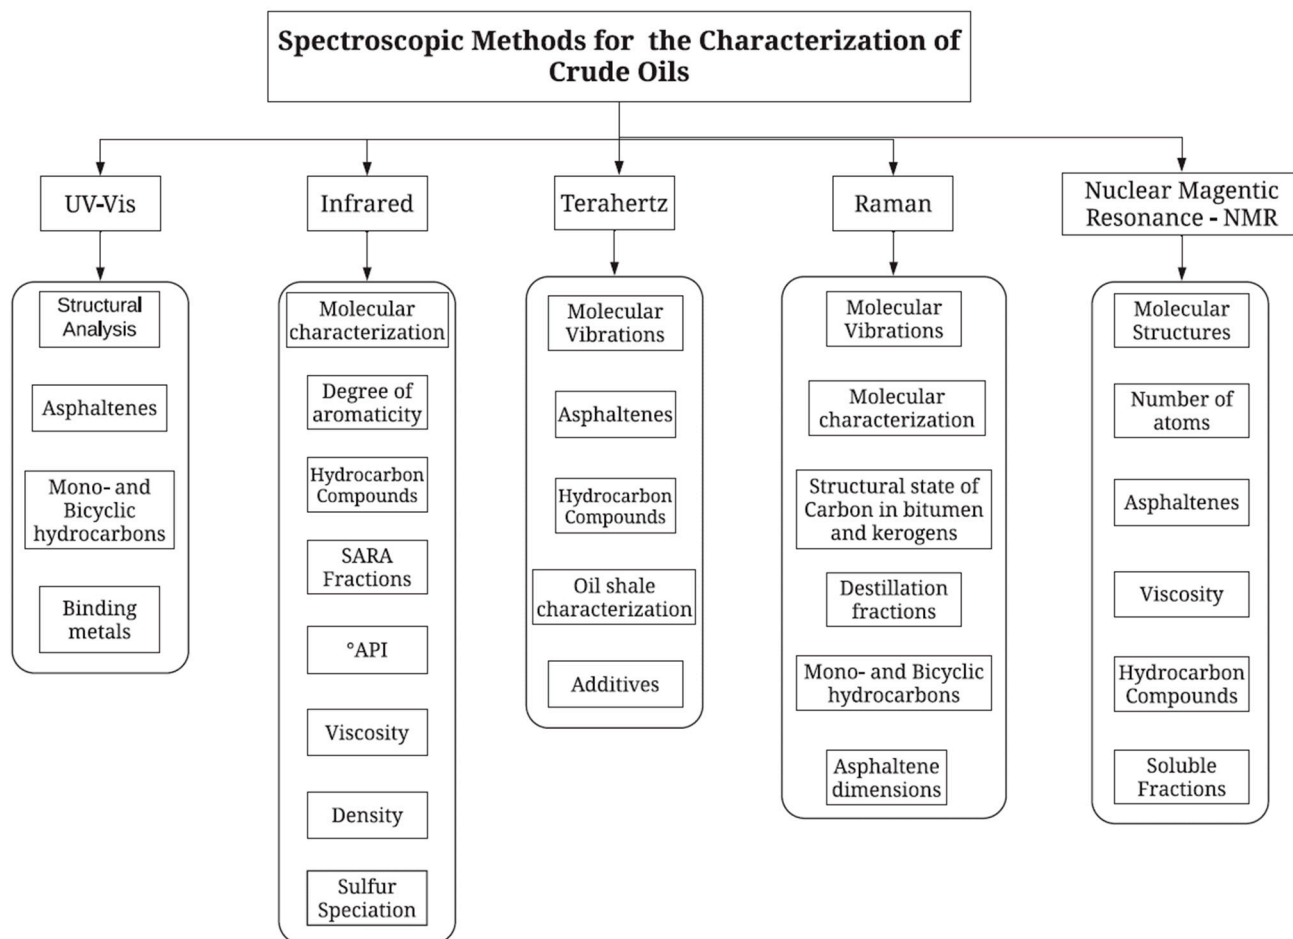 Spectroscopic Methods for the Characterization of
Crude Oils
UV-Vis
Infrared
Terahertz
Raman
Nuclear Magentic
Resonance - NMR
Structural
Analysis
Asphaltenes
Mono- and
Bicyclic
hydrocarbons
Binding
metals
Molecular
characterization
Degree of
aromaticity
Hydrocarbon
Compounds
SARA
Fractions
°API
Viscosity
Density
Sulfur
Speciation
Molecular
Vibrations
Asphaltenes
Hydrocarbon
Compounds
Oil shale
characterization
Additives
Molecular
Vibrations
Molecular
characterization
Structural state of
Carbon in bitumen
and kerogens
Destillation
fractions
Mono- and Bicyclic
hydrocarbons
Asphaltene
dimensions
Molecular
Structures
Number of
atoms
Asphaltenes
Viscosity
Hydrocarbon
Compounds
Soluble
Fractions